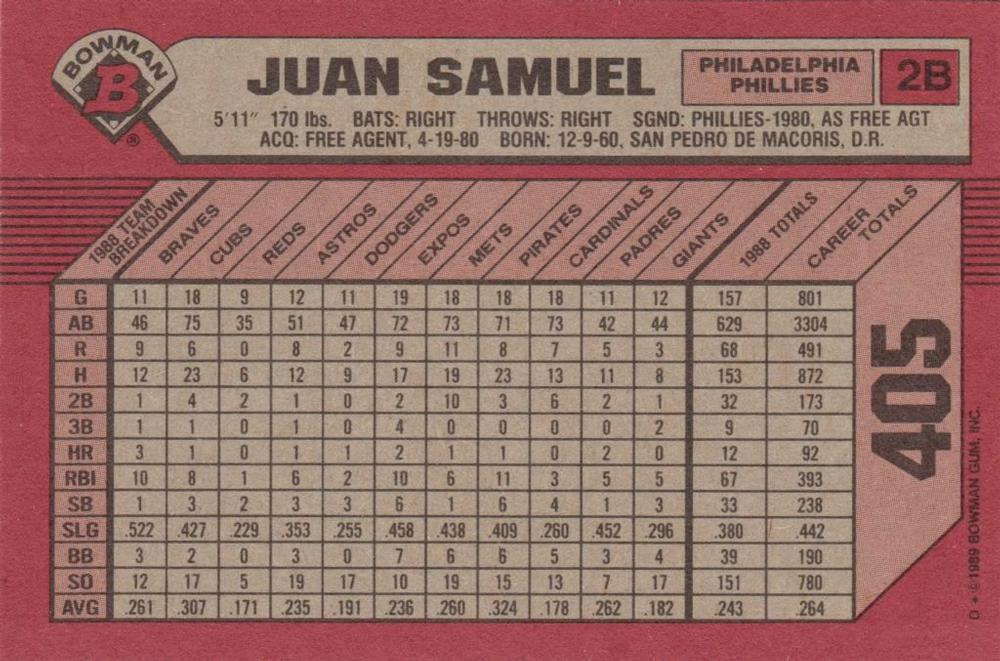 BOWMAN
B
®
JUAN SAMUEL
PHILADELPHIA
PHILLIES
2B
5'11" 170 lbs. BATS: RIGHT THROWS: RIGHT SGND: PHILLIES-1980, AS FREE AGT
ACQ: FREE AGENT, 4-19-80 BORN: 12-9-60, SAN PEDRO DE MACORIS, D.R.
1988 TEAM BREAKDOWN BRAVES CUBS REDS ASTROS DODGERS EXPOS METS PIRATES CARDINALS PADRES GIANTS 1988 TOTALS CAREER TOTALS
G 11 18 9 12 11 19 18 18 18 11 12 157 801
AB 46 75 35 51 47 72 73 71 73 42 44 629 3304
R 9 6 0 8 2 9 11 8 7 5 3 68 491
H 12 23 6 12 9 17 19 23 13 11 8 153 872
2B 1 4 2 1 0 2 10 3 6 2 1 32 173
3B 1 1 0 1 0 4 0 0 0 0 2 9 70
HR 3 1 0 1 1 2 1 1 0 2 0 12 92
RBI 10 8 1 6 2 10 6 11 3 5 5 67 393
SB 1 3 2 3 3 6 1 6 4 1 3 33 238
SLG .522 .427 .229 .353 .255 .458 .438 .409 .260 .452 .296 .380 .442
BB 3 2 0 3 0 7 6 6 5 3 4 39 190
SO 12 17 5 19 17 10 19 15 13 7 17 151 780
AVG .261 .307 .171 .235 .191 .236 .260 .324 .178 .262 .182 .243 .264
405
D * © 1989 BOWMAN GUM, INC.